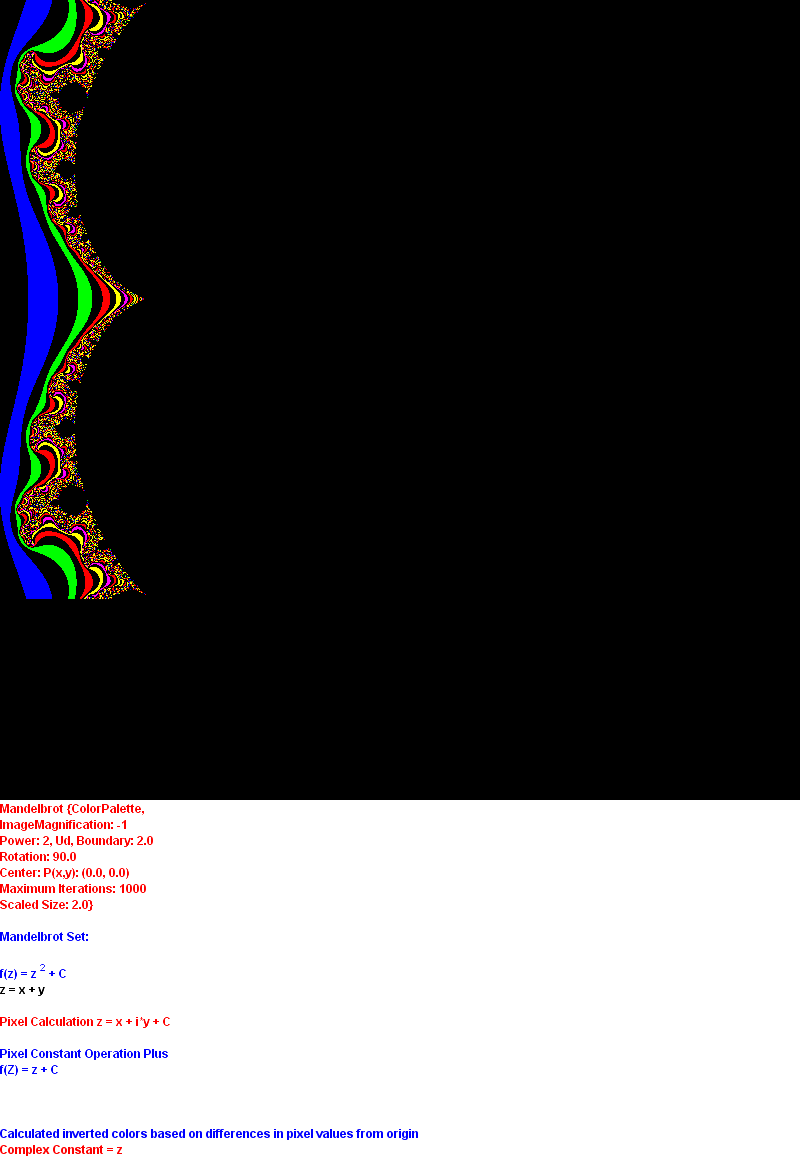 Mandelbrot {ColorPalette,
ImageMagnification: -1
Power: 2, Ud, Boundary: 2.0
Rotation: 90.0
Center: P(x,y): (0.0, 0.0)
Maximum Iterations: 1000
Scaled Size: 2.0}
Mandelbrot Set:
f(z) = z 2 + C
z = x + y
Pixel Calculation z = x + i*y + C
Pixel Constant Operation Plus
f(Z) = z + C
Calculated inverted colors based on differences in pixel values from origin
Complex Constant = z